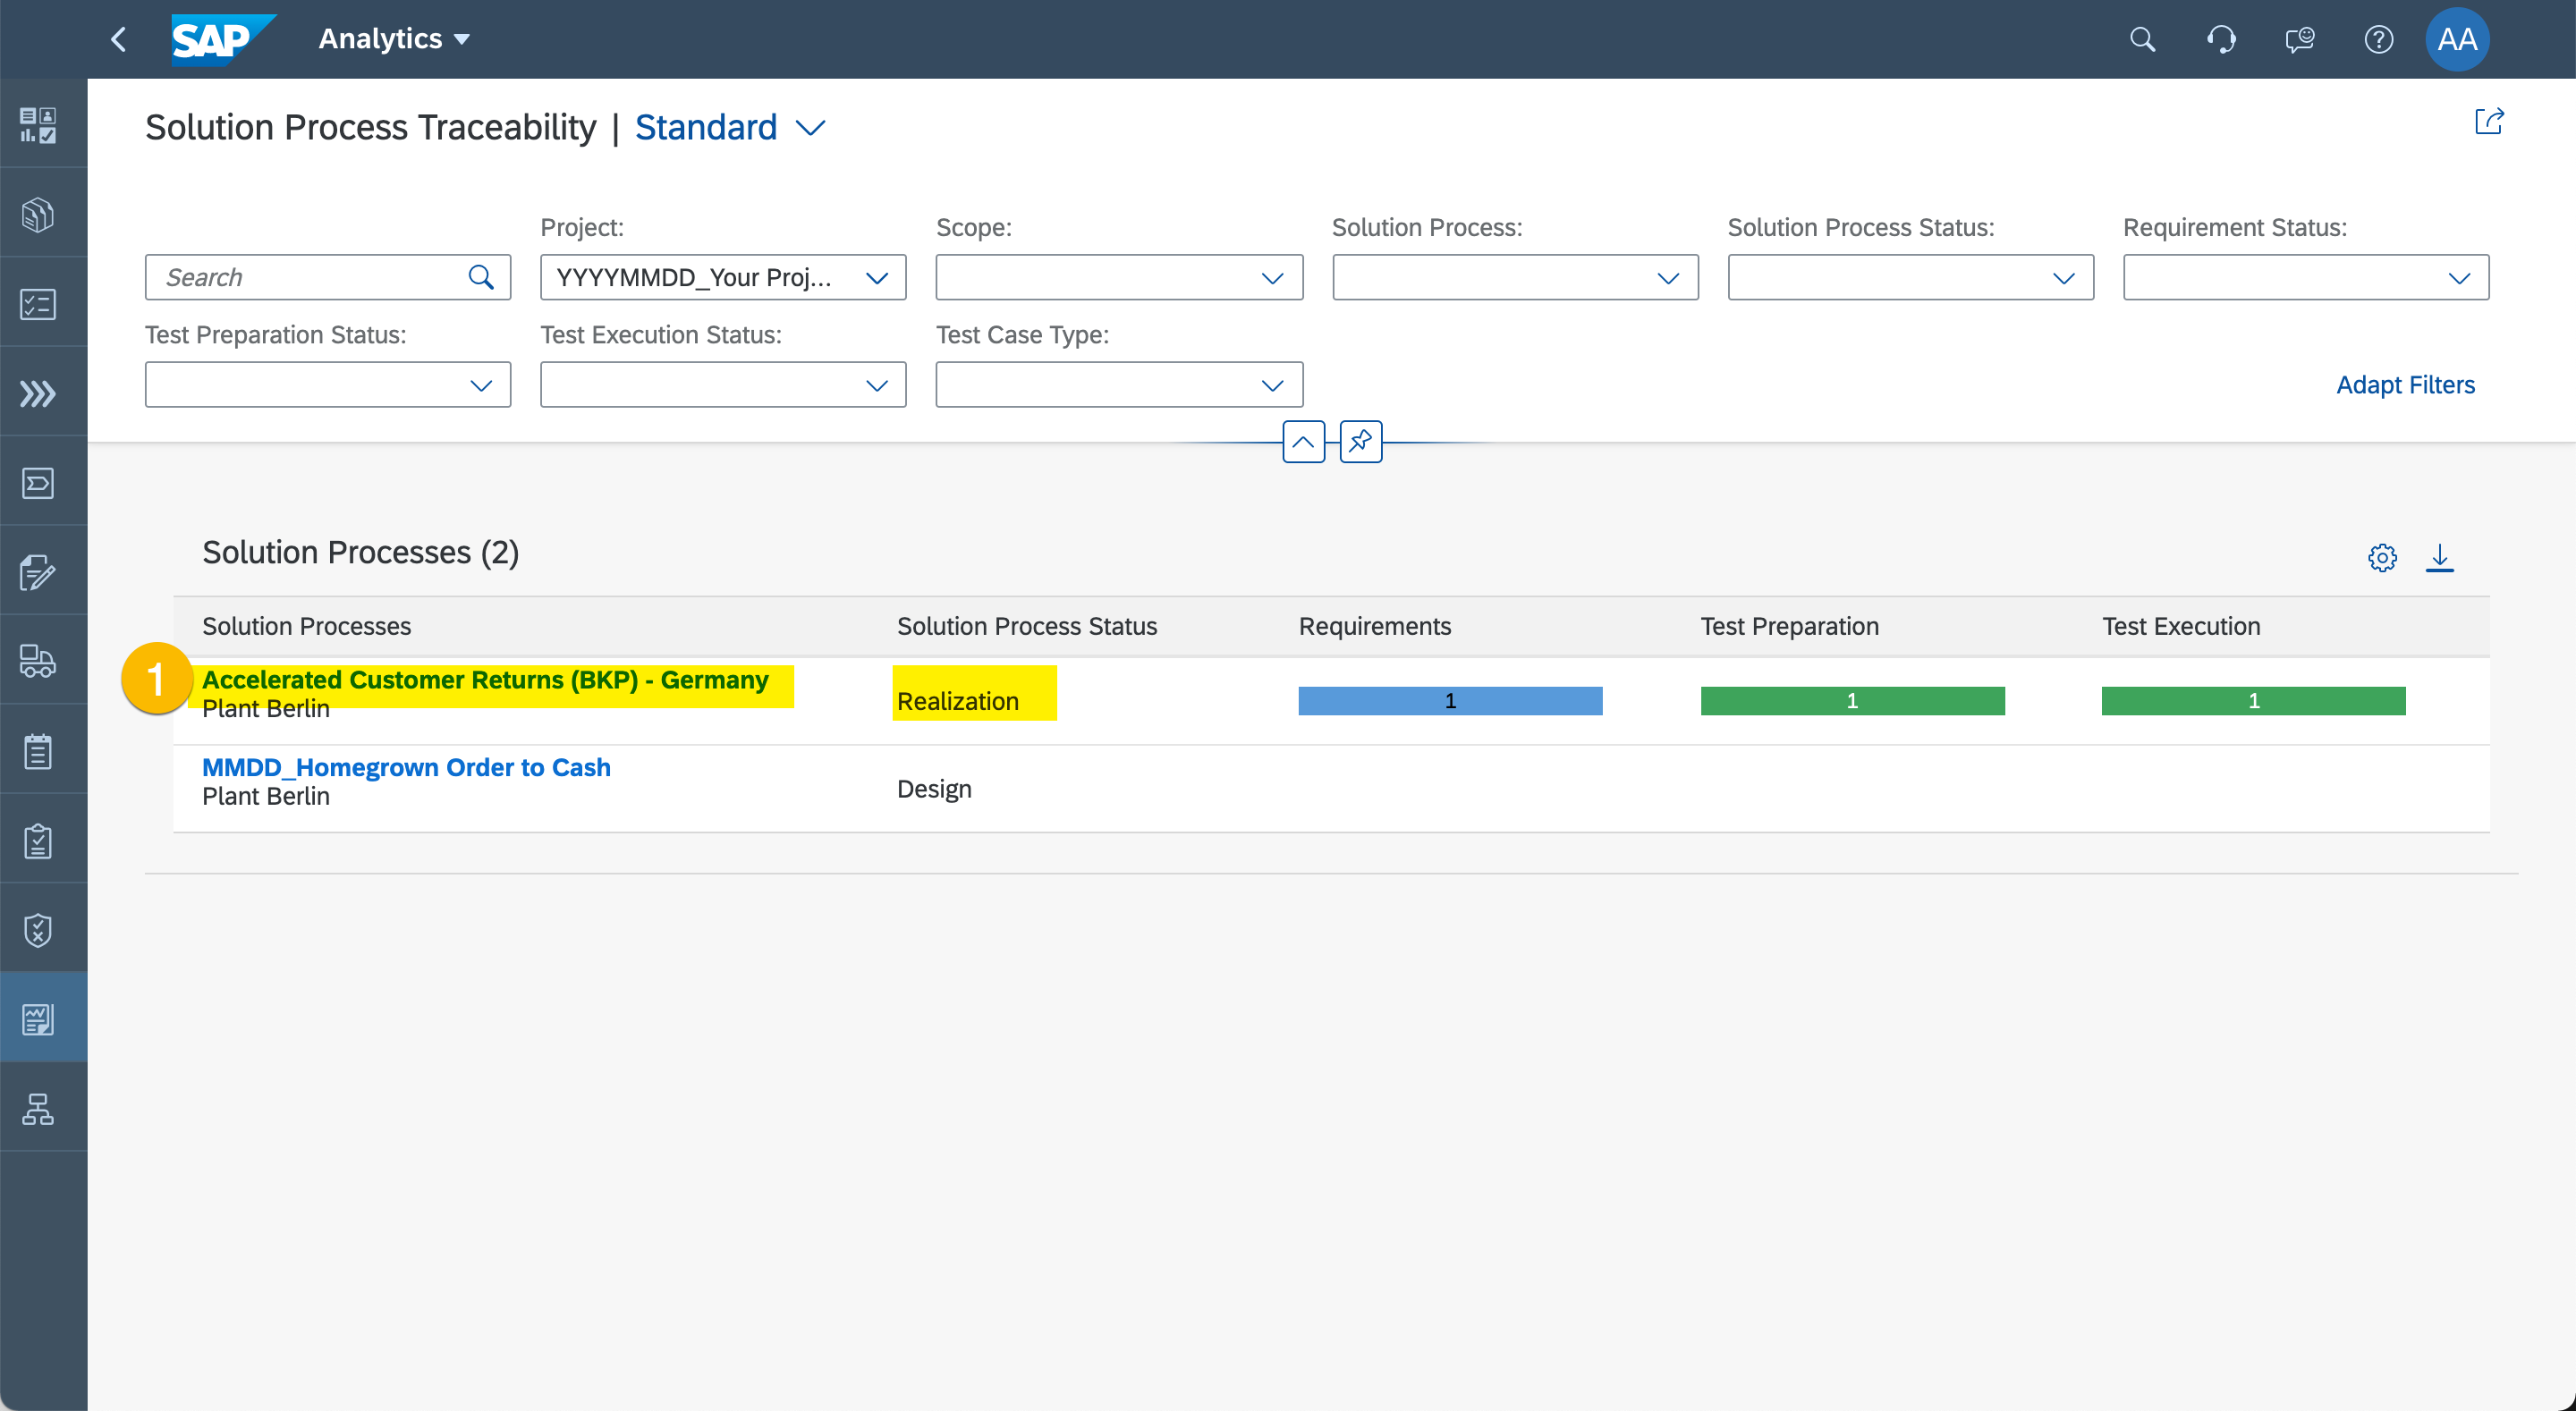 SAP Analytics
AA
Solution Process Traceability | Standard
Project: Scope: Solution Process: Solution Process Status: Requirement Status:
Search YYYYMMDD_Your Proj...
Test Preparation Status: Test Execution Status: Test Case Type:
Adapt Filters
Solution Processes (2)
Solution Processes Solution Process Status Requirements Test Preparation Test Execution
1 Accelerated Customer Returns (BKP) - Germany
Plant Berlin Realization 1 1 1
MMDD_Homegrown Order to Cash
Plant Berlin Design